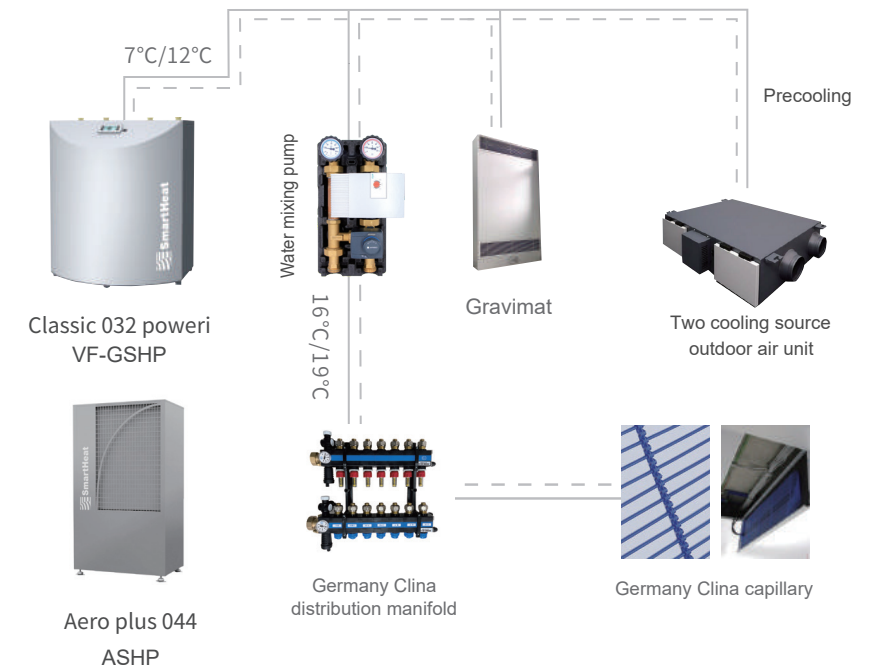 7°C/12°C
Precooling
Water mixing pump
SmartHeat
Gravimat
16°C/19°C
Classic 032 poweri
VF-GSHP
Two cooling source
outdoor air unit
SmartHeat
Germany Clina
distribution manifold
Germany Clina capillary
Aero plus 044
ASHP